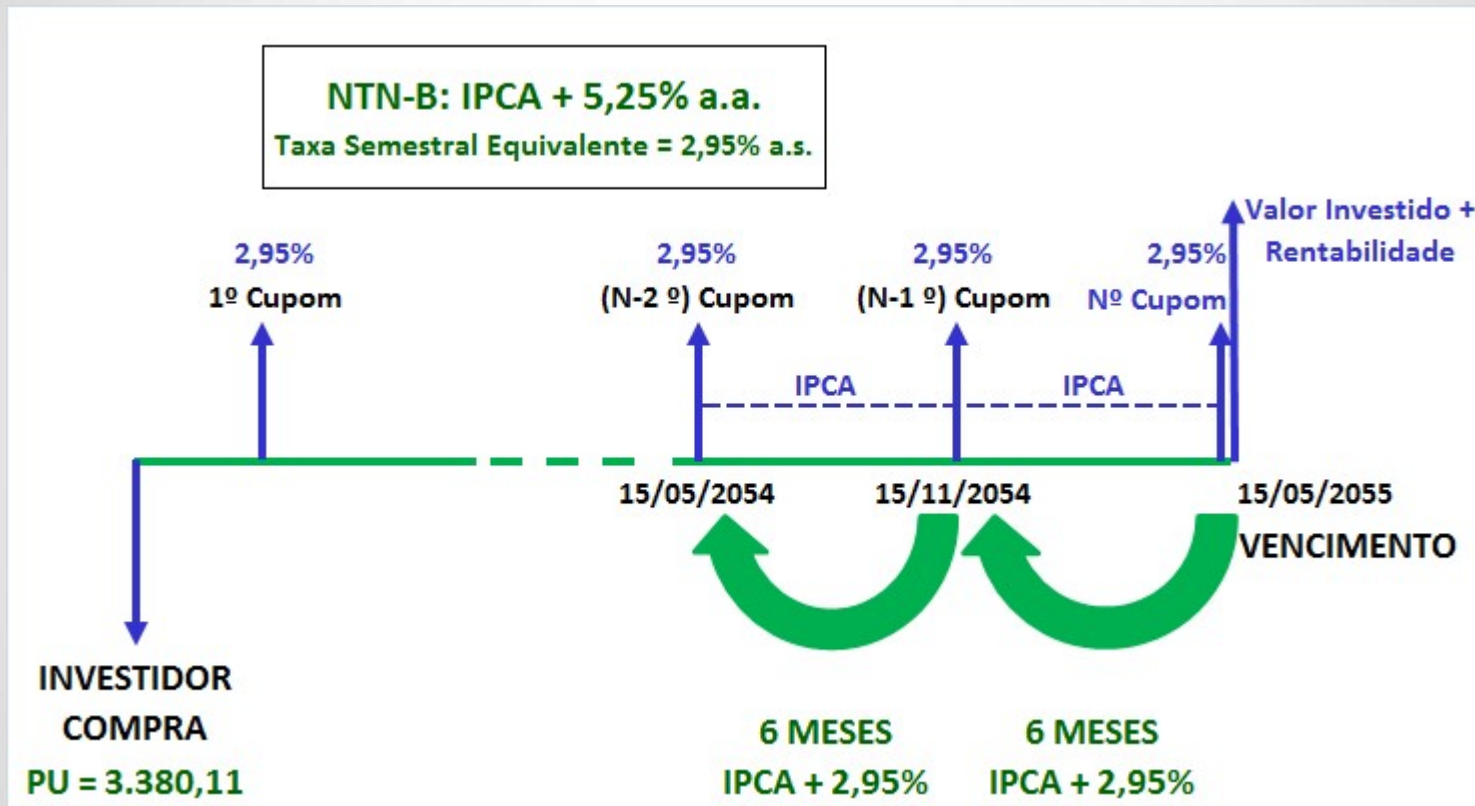 NTN-B: IPCA + 5,25% a.a.
Taxa Semestral Equivalente = 2,95% a.s.
Valor Investido +
Rentabilidade
2,95%
1º Cupom
2,95%
(N-2 º) Cupom
2,95%
(N-1 º) Cupom
2,95%
Nº Cupom
IPCA
IPCA
15/05/2054
15/11/2054
15/05/2055
VENCIMENTO
INVESTIDOR
COMPRA
PU = 3.380,11
6 MESES
IPCA + 2,95%
6 MESES
IPCA + 2,95%